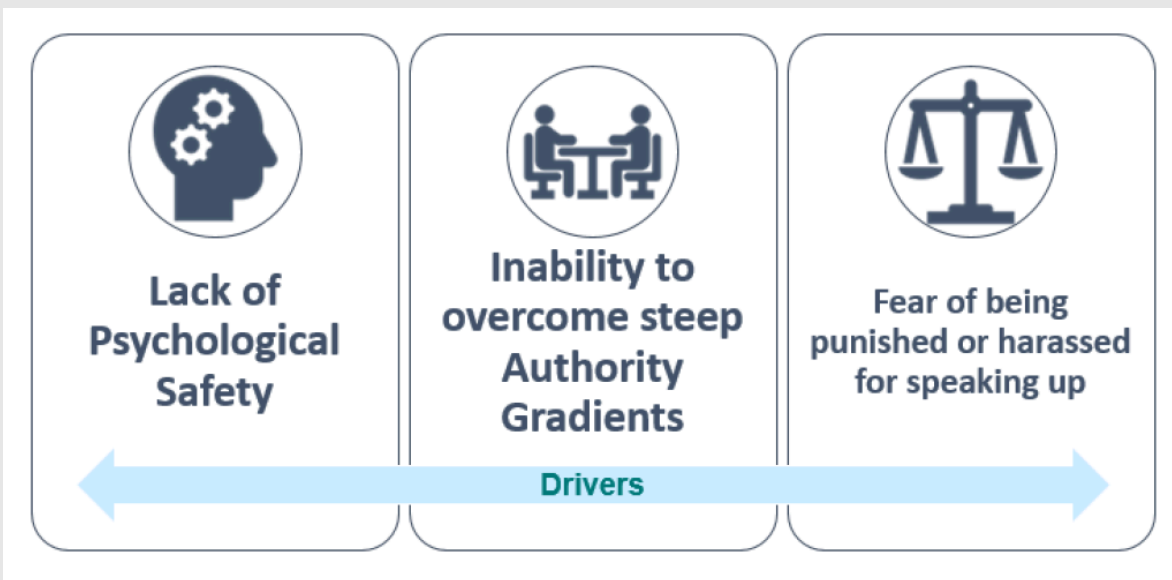 Lack of
Psychological
Safety
Inability to
overcome steep
Authority
Gradients
Fear of being
punished or harassed
for speaking up
Drivers